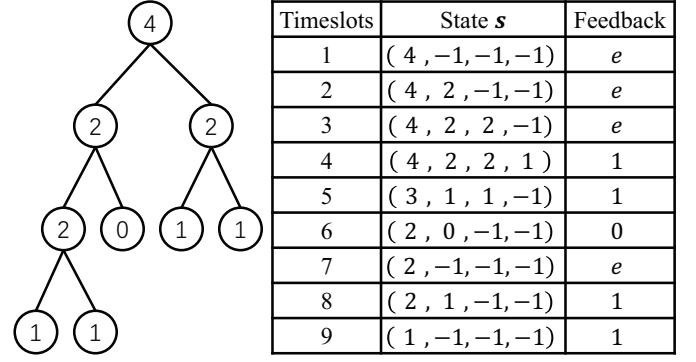 4
2 2
2 0 1 1
1 1
Timeslots State s Feedback
1 ( 4 ,−1,−1,−1) e
2 ( 4 , 2 ,−1,−1) e
3 ( 4 , 2 , 2 ,−1) e
4 ( 4 , 2 , 2 , 1 ) 1
5 ( 3 , 1 , 1 ,−1) 1
6 ( 2 , 0 ,−1,−1) 0
7 ( 2 ,−1,−1,−1) e
8 ( 2 , 1 ,−1,−1) 1
9 ( 1 ,−1,−1,−1) 1